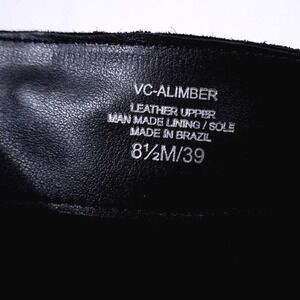 VC-ALIMBER
LEATHER UPPER
MAN MADE LINING / SOLE
MADE IN BRAZIL
8½M/39